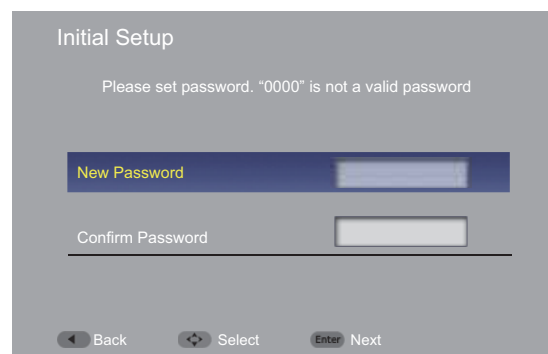 Initial Setup
Please set password. “0000” is not a valid password
New Password
Confirm Password
Back Select Enter Next